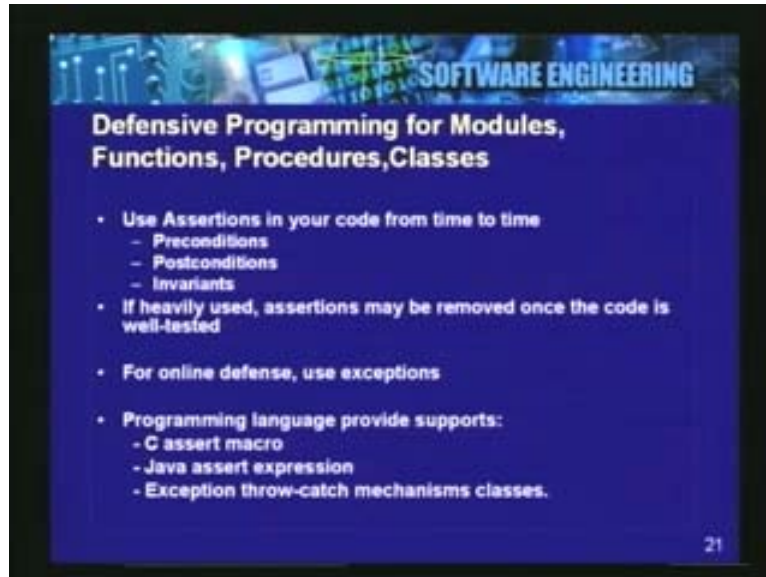 SOFTWARE ENGINEERING
Defensive Programming for Modules,
Functions, Procedures,Classes
• Use Assertions in your code from time to time
– Preconditions
– Postconditions
– Invariants
• If heavily used, assertions may be removed once the code is
well-tested
• For online defense, use exceptions
• Programming language provide supports:
- C assert macro
- Java assert expression
- Exception throw-catch mechanisms classes.
21